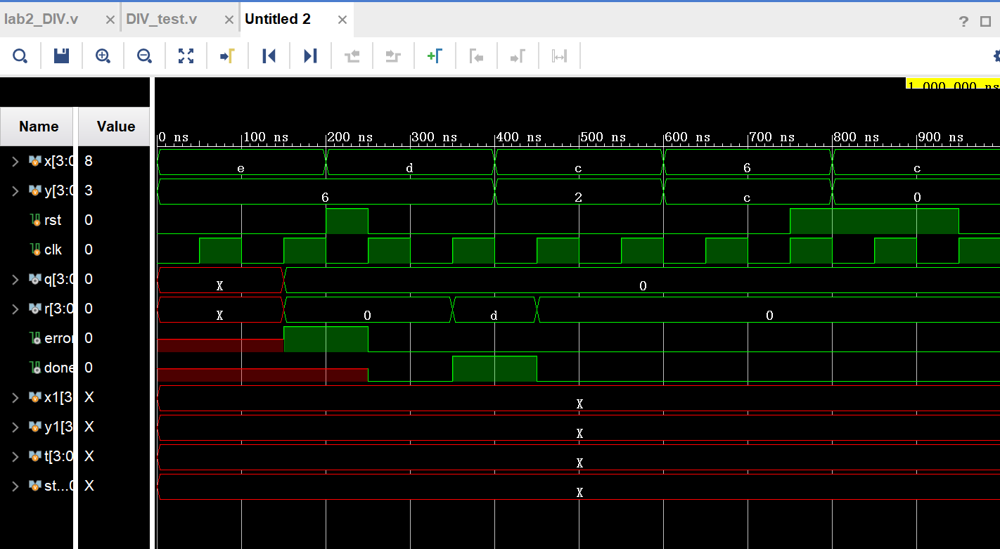 lab2_DIV.v × DIV_test.v × Untitled 2 × ?
1,000.000 ns
Name Value 0 ns 100 ns 200 ns 300 ns 400 ns 500 ns 600 ns 700 ns 800 ns 900 ns
x[3:0 8 e d c 6 c
y[3:0 3 6 2 c 0
rst 0
clk 0
q[3:0 0 X 0
r[3:0 0 X 0 d 0
error 0
done 0
x1[3 X X
y1[3 X X
t[3:0 X X
st...0 X X